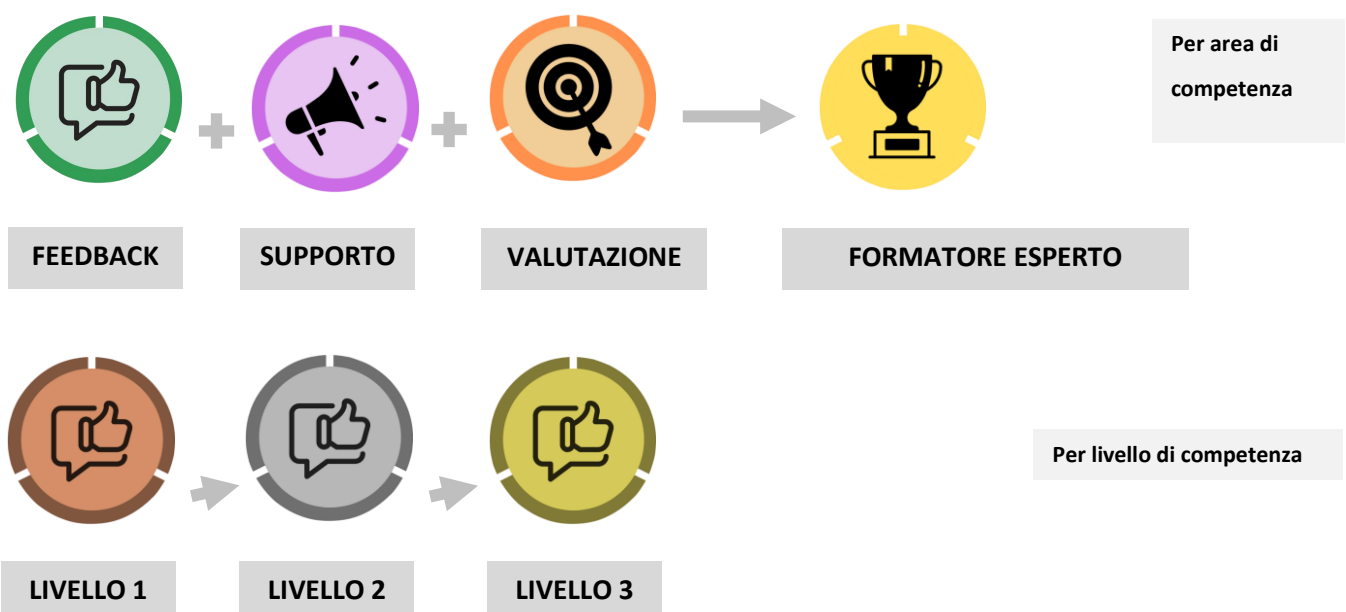 Per area di
competenza
FEEDBACK
SUPPORTO
VALUTAZIONE
FORMATORE ESPERTO
Per livello di competenza
LIVELLO 1
LIVELLO 2
LIVELLO 3